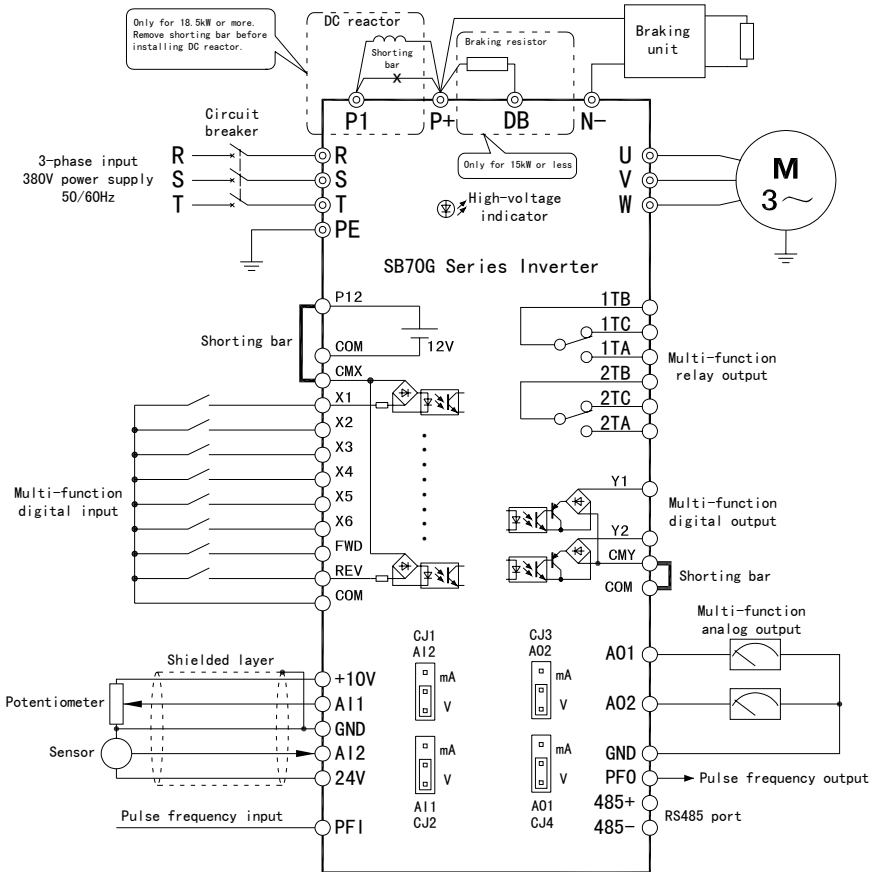 Only for 18.5kW or more.
Remove shorting bar before
installing DC reactor.
DC reactor
Shorting
bar
Braking resistor
Braking
unit
P1
P+
DB
N-
Circuit
breaker
Only for 15kW or less
3-phase input
380V power supply
50/60Hz
R
S
T
R
S
T
PE
High-voltage
indicator
U
V
W
M
3~
SB70G Series Inverter
P12
COM
12V
CMX
Shorting bar
X1
X2
X3
X4
X5
X6
FWD
REV
COM
Multi-function
digital input
1TB
1TC
1TA
2TB
2TC
2TA
Multi-function
relay output
Y1
Y2
CMY
COM
Multi-function
digital output
Shorting bar
Multi-function
analog output
Shielded layer
Potentiometer
Sensor
+10V
AI1
GND
AI2
24V
Pulse frequency input
PFI
CJ1
AI2
mA
V
mA
V
AI1
CJ2
CJ3
AO2
mA
V
mA
V
AO1
CJ4
AO1
AO2
GND
PFO
Pulse frequency output
485+
485-
RS485 port